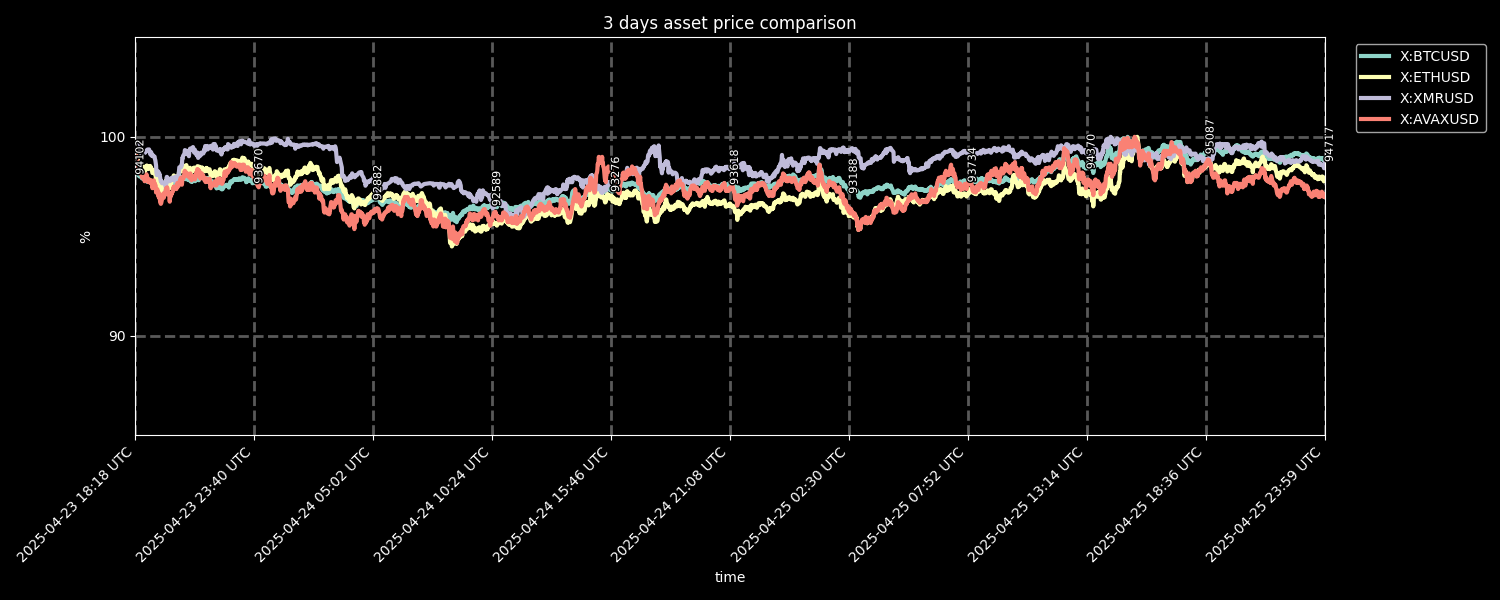 3 days asset price comparison
X:BTCUSD
X:ETHUSD
X:XMRUSD
X:AVAXUSD
100
90
%
93670
92882
92589
93276
93618
93188
93734
94370
95087
94717
2025-04-23 18:18 UTC
2025-04-23 23:40 UTC
2025-04-24 05:02 UTC
2025-04-24 10:24 UTC
2025-04-24 15:46 UTC
2025-04-24 21:08 UTC
2025-04-25 02:30 UTC
2025-04-25 07:52 UTC
2025-04-25 13:14 UTC
2025-04-25 18:36 UTC
2025-04-25 23:59 UTC
time